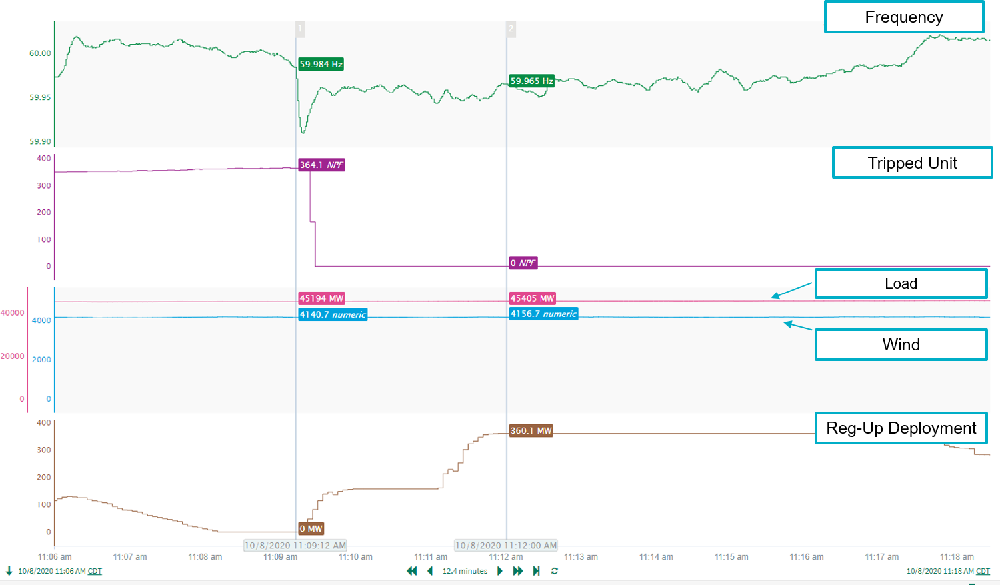 Frequency
1
2
60.00
59.984 Hz
59.965 Hz
59.95
59.90
Tripped Unit
400
364.1 NPF
300
200
100
0
0 NPF
Load
45194 MW
45405 MW
40000
4140.7 numeric
4156.7 numeric
4000
Wind
20000
2000
0
0
Reg-Up Deployment
400
360.1 MW
300
200
100
0
0 MW
10/8/2020 11:09:12 AM
10/8/2020 11:12:00 AM
11:06 am 11:07 am 11:08 am 11:09 am 11:10 am 11:11 am 11:12 am 11:13 am 11:14 am 11:15 am 11:16 am 11:17 am 11:18 am
10/8/2020 11:06 AM CDT
12.4 minutes
10/8/2020 11:18 AM CDT